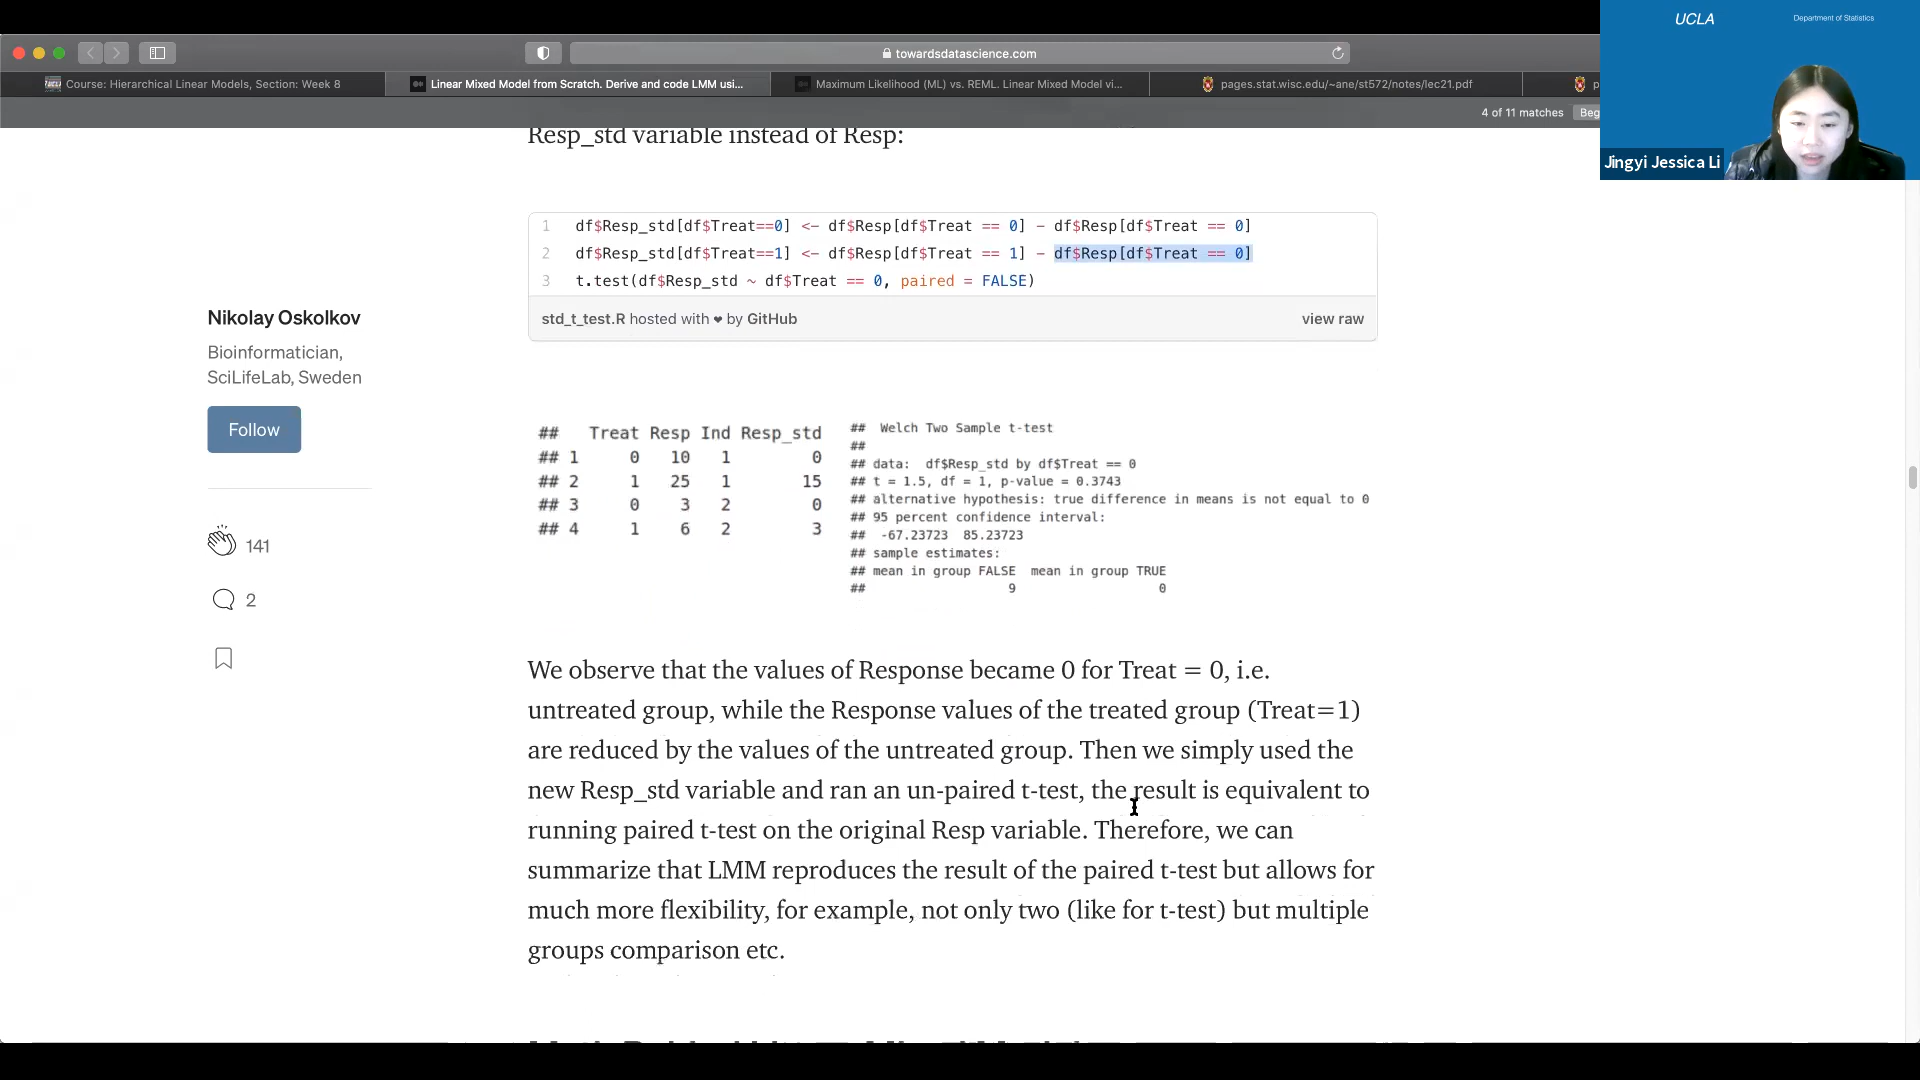 UCLA
Department of Statistics
towardsdatascience.com
Course: Hierarchical Linear Models, Section: Week 8
Linear Mixed Model from Scratch. Derive and code LMM usi...
Maximum Likelihood (ML) vs. REML. Linear Mixed Model vi...
pages.stat.wisc.edu/~ane/st572/notes/lec21.pdf
4 of 11 matches
Jingyi Jessica Li
Resp_std variable instead of Resp:
1 df$Resp_std[df$Treat==0] <- df$Resp[df$Treat == 0] - df$Resp[df$Treat == 0]
2 df$Resp_std[df$Treat==1] <- df$Resp[df$Treat == 1] - df$Resp[df$Treat == 0]
3 t.test(df$Resp_std ~ df$Treat == 0, paired = FALSE)
std_t_test.R hosted with ❤ by GitHub
view raw
Nikolay Oskolkov
Bioinformatician,
SciLifeLab, Sweden
Follow
141
2
## Treat Resp Ind Resp_std
## 1 0 10 1 0
## 2 1 25 1 15
## 3 0 3 2 0
## 4 1 6 2 3
## Welch Two Sample t-test
##
## data: df$Resp_std by df$Treat == 0
## t = 1.5, df = 1, p-value = 0.3743
## alternative hypothesis: true difference in means is not equal to 0
## 95 percent confidence interval:
## -67.23723 85.23723
## sample estimates:
## mean in group FALSE mean in group TRUE
## 9 0
We observe that the values of Response became 0 for Treat = 0, i.e.
untreated group, while the Response values of the treated group (Treat=1)
are reduced by the values of the untreated group. Then we simply used the
new Resp_std variable and ran an un-paired t-test, the result is equivalent to
running paired t-test on the original Resp variable. Therefore, we can
summarize that LMM reproduces the result of the paired t-test but allows for
much more flexibility, for example, not only two (like for t-test) but multiple
groups comparison etc.